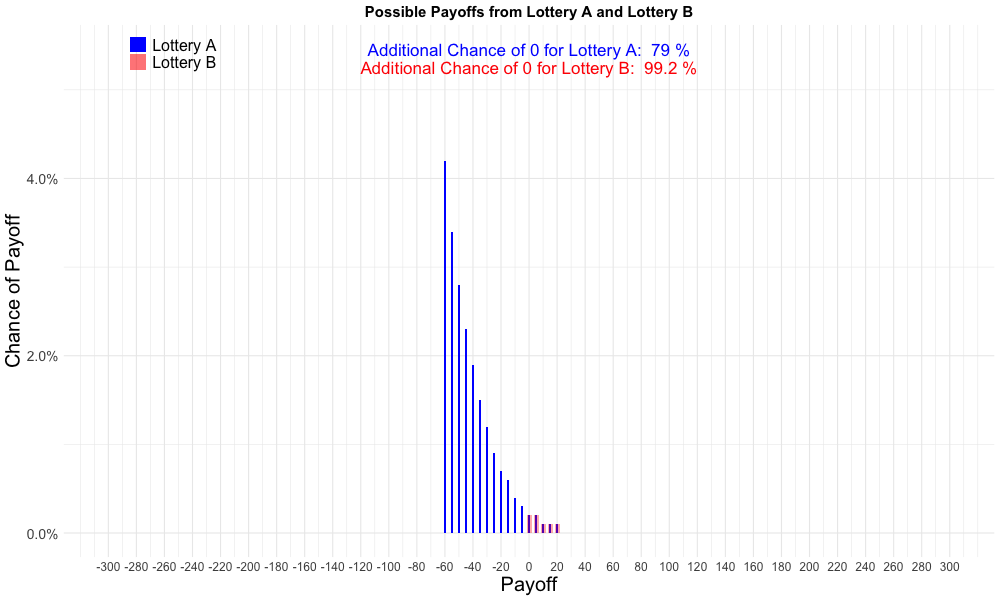 Possible Payoffs from Lottery A and Lottery B
Lottery A
Lottery B
Additional Chance of 0 for Lottery A: 79 %
Additional Chance of 0 for Lottery B: 99.2 %
Chance of Payoff
4.0%
2.0%
0.0%
-300 -280 -260 -240 -220 -200 -180 -160 -140 -120 -100 -80 -60 -40 -20 0 20 40 60 80 100 120 140 160 180 200 220 240 260 280 300
Payoff